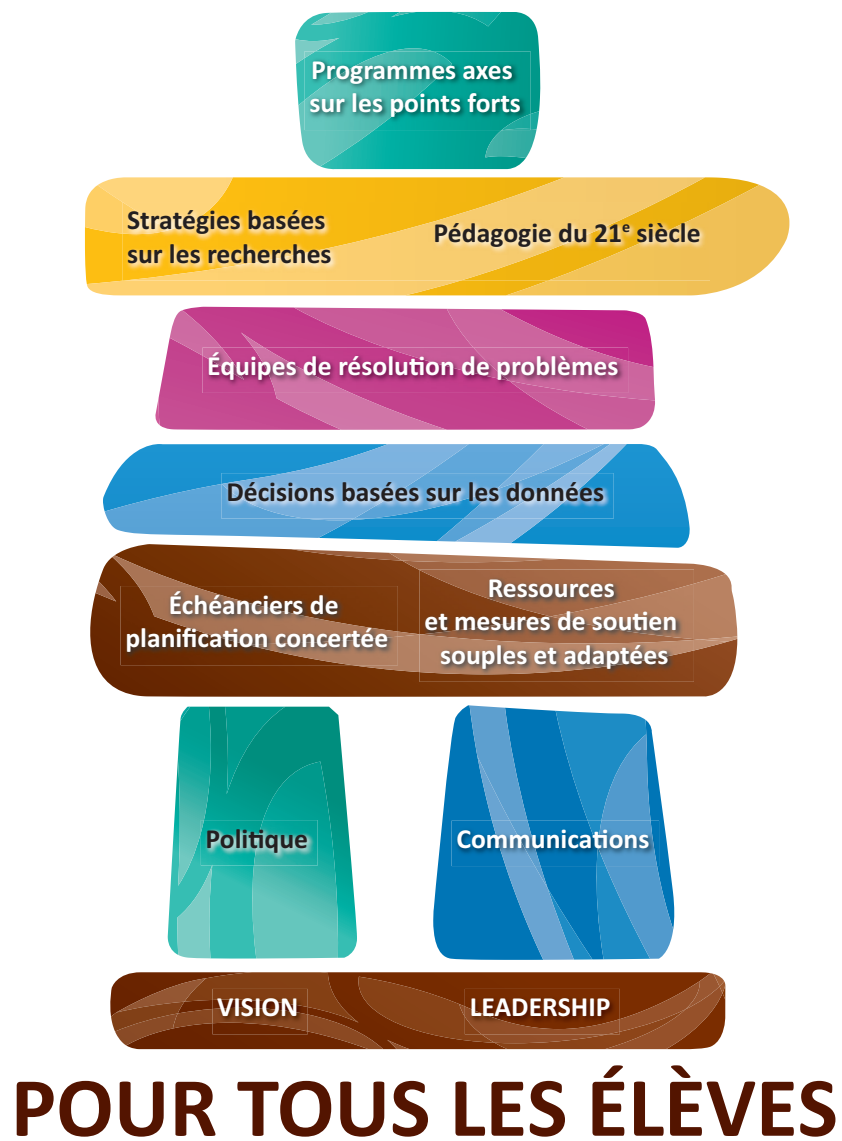 Programmes axes
sur les points forts
Stratégies basées
sur les recherches
Pédagogie du 21e siècle
Équipes de résolution de problèmes
Décisions basées sur les données
Échéanciers de
planification concertée
Ressources
et mesures de soutien
souples et adaptées
Politique
Communications
VISION
LEADERSHIP
POUR TOUS LES ÉLÈVES